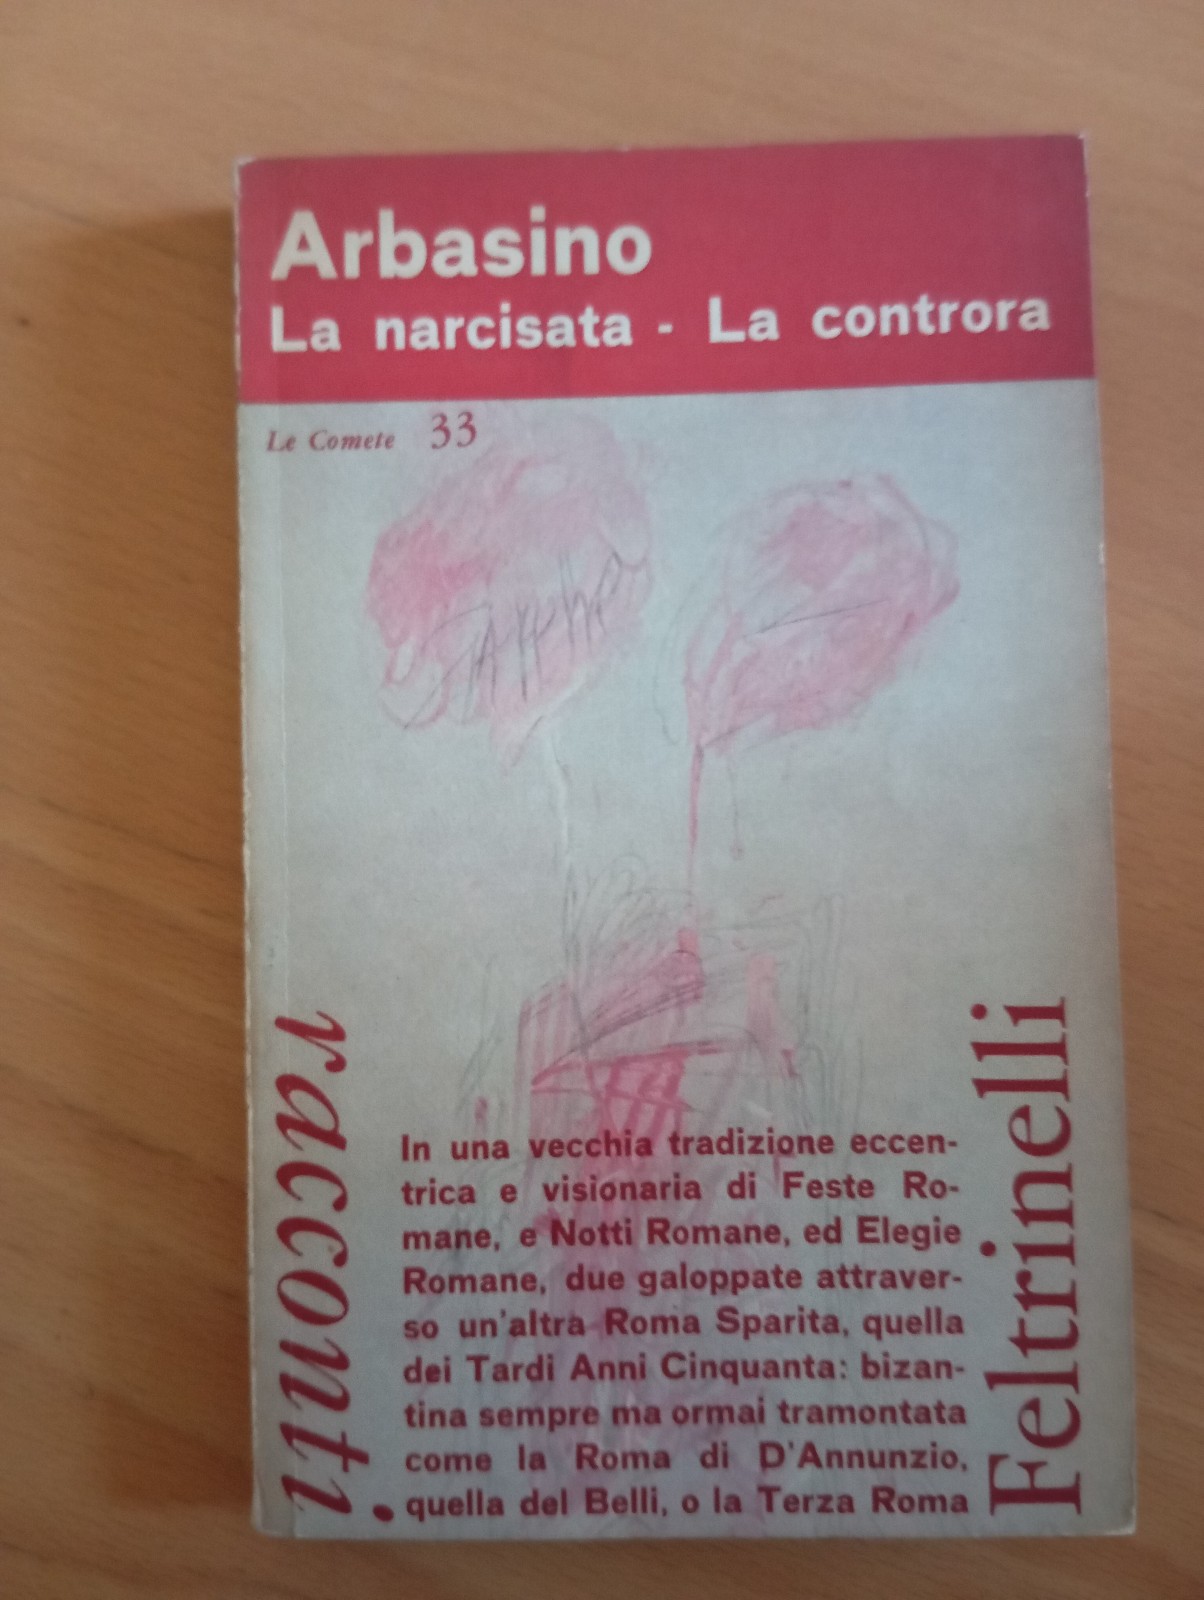 Arbasino
La narcisata - La controra
Le Comete 33
racconti
In una vecchia tradizione eccen-
trica e visionaria di Feste Ro-
mane, e Notti Romane, ed Elegie
Romane, due galoppate attraver-
so un'altra Roma Sparita, quella
dei Tardi Anni Cinquanta: bizan-
tina sempre ma ormai tramontata
come la Roma di D'Annunzio,
quella del Belli, o la Terza Roma
Feltrinelli